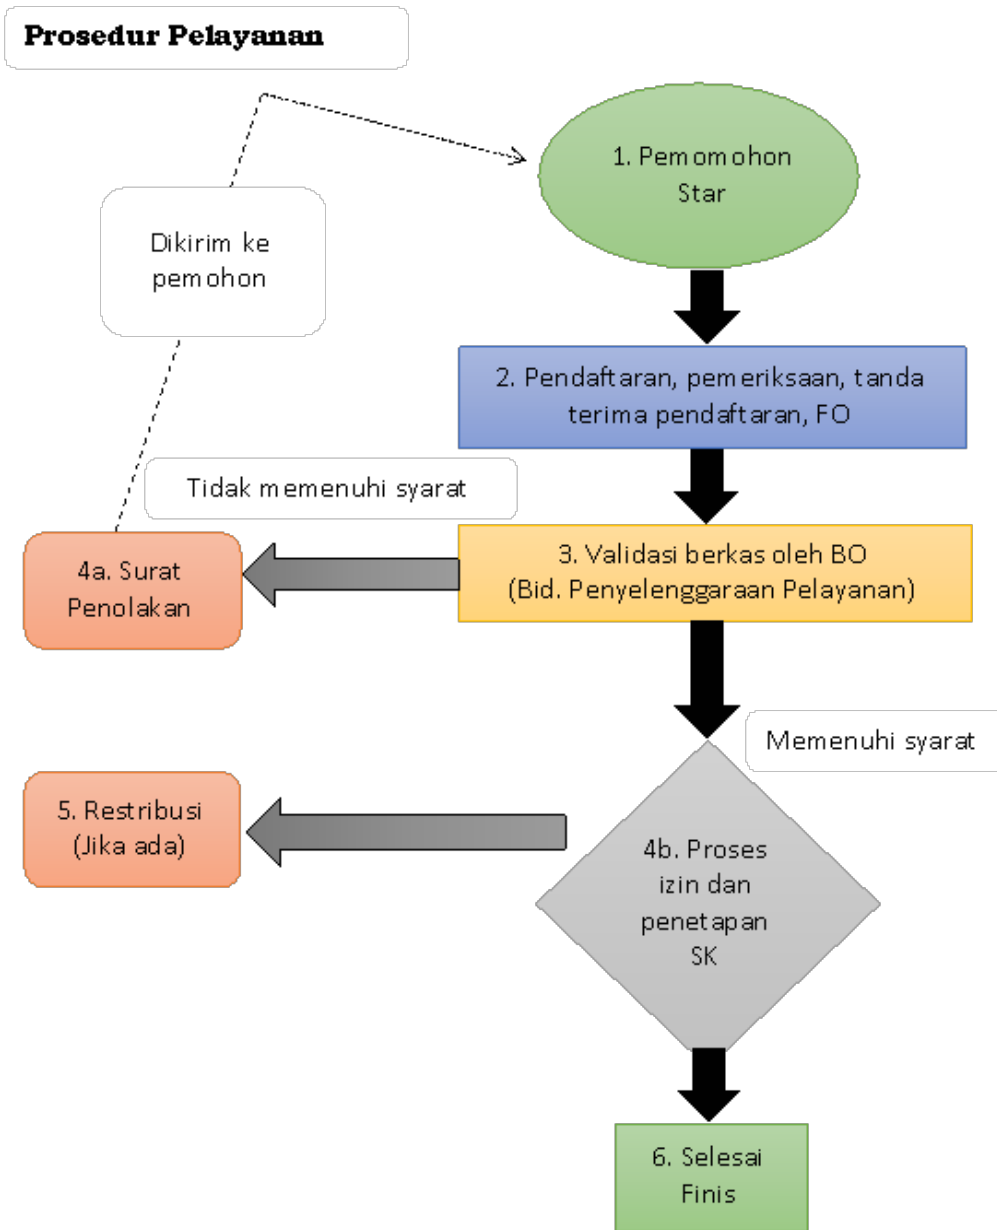 Prosedur Pelayanan
1. Pemomohon
Star
Dikirim ke
pemohon
2. Pendaftaran, pemeriksaan, tanda
terima pendaftaran, FO
Tidak memenuhi syarat
3. Validasi berkas oleh BO
(Bid. Penyelenggaraan Pelayanan)
4a. Surat
Penolakan
Memenuhi syarat
5. Restribusi
(Jika ada)
4b. Proses
izin dan
penetapan
SK
6. Selesai
Finis